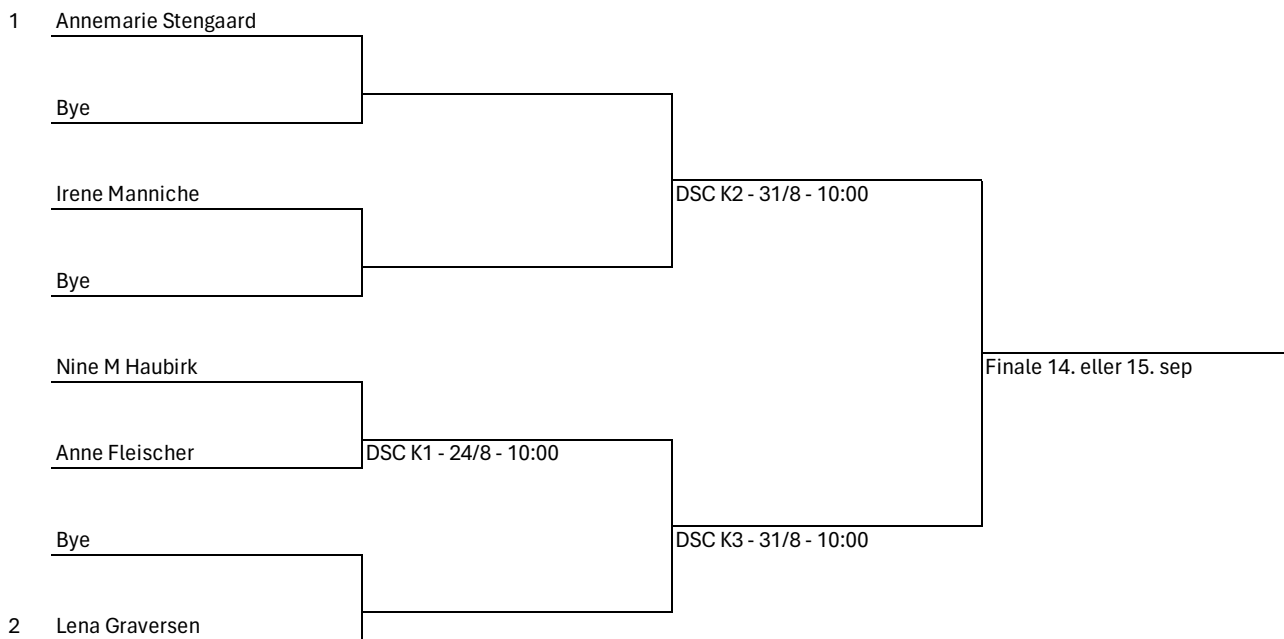 1 Annemarie Stengaard
Bye
Irene Manniche
DSC K2 - 31/8 - 10:00
Bye
Nine M Haubirk
Finale 14. eller 15. sep
Anne Fleischer
DSC K1 - 24/8 - 10:00
Bye
DSC K3 - 31/8 - 10:00
2 Lena Graversen